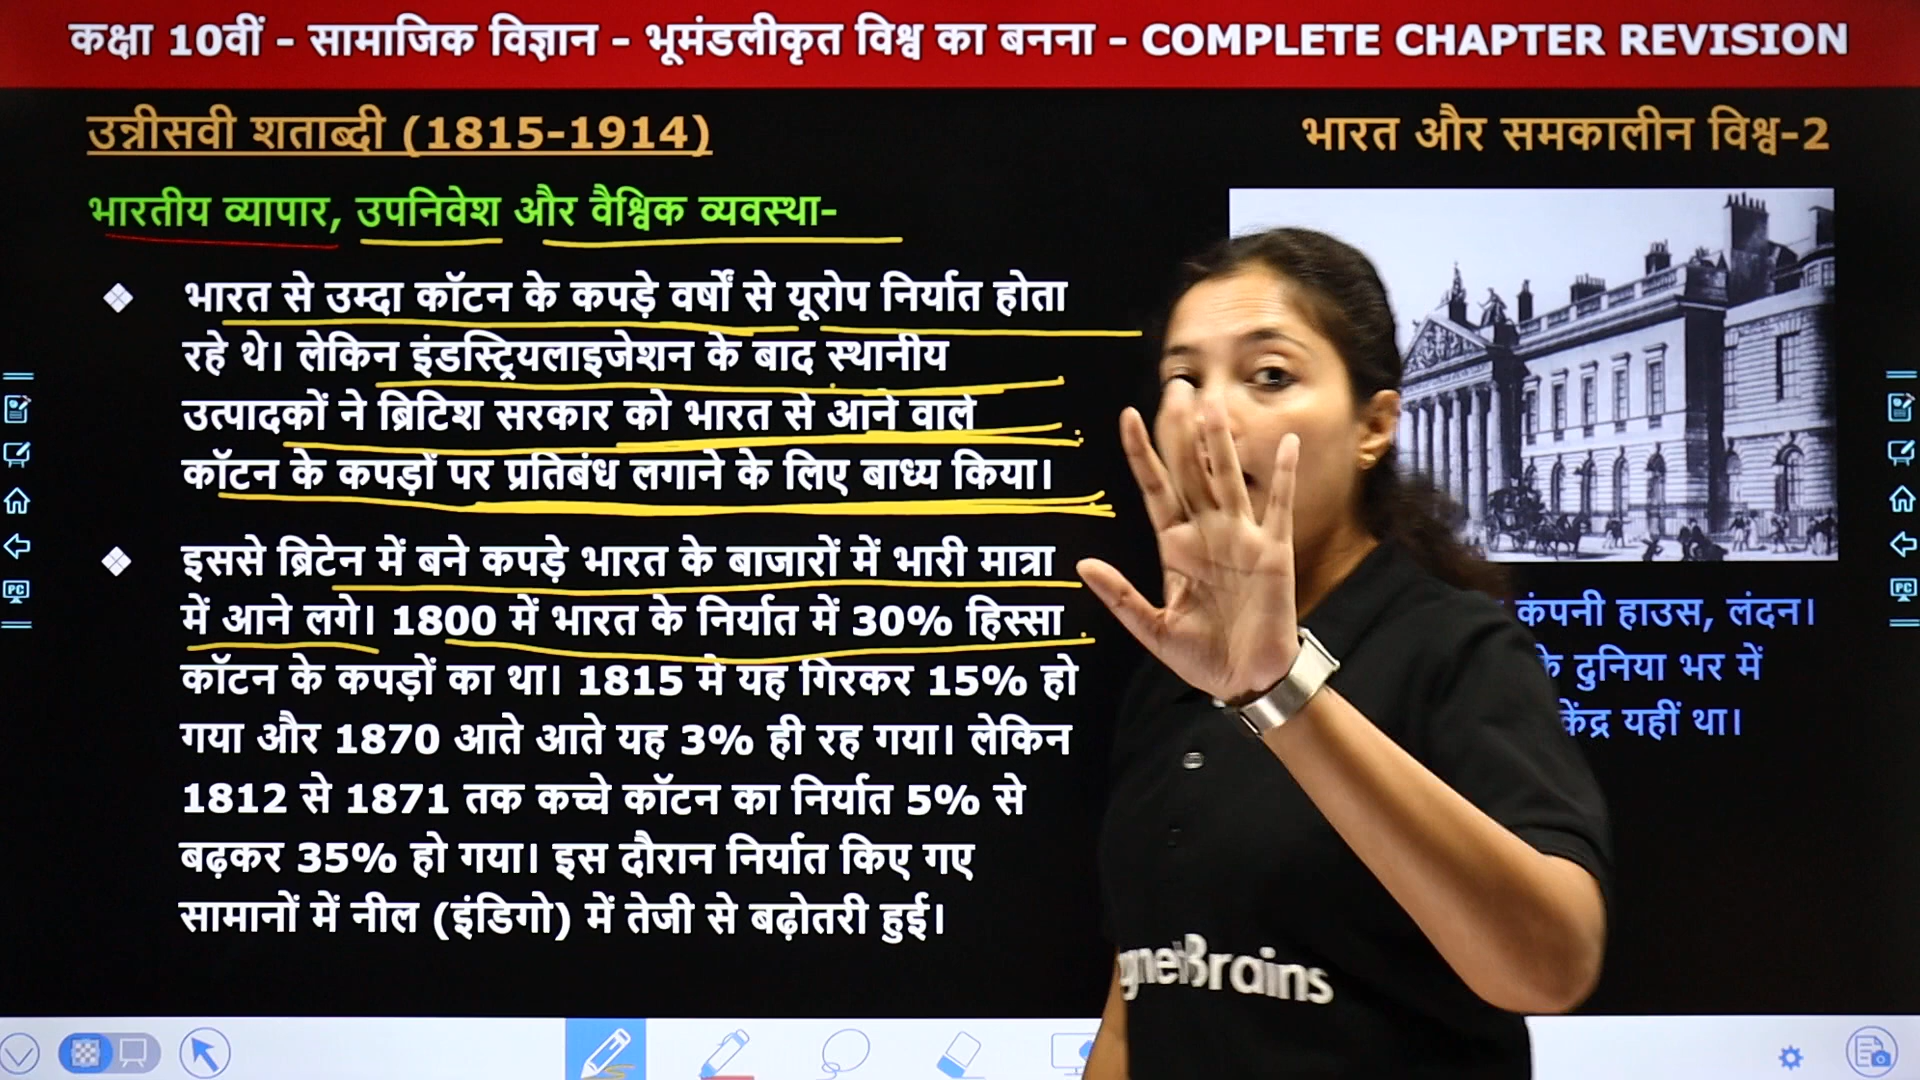 कक्षा 10वीं - सामाजिक विज्ञान - भूमंडलीकृत विश्व का बनना - COMPLETE CHAPTER REVISION
उन्नीसवी शताब्दी (1815-1914)
भारत और समकालीन विश्व-2
भारतीय व्यापार, उपनिवेश और वैश्विक व्यवस्था-
❖ भारत से उम्दा कॉटन के कपड़े वर्षों से यूरोप निर्यात होता
रहे थे। लेकिन इंडस्ट्रियलाइजेशन के बाद स्थानीय
उत्पादकों ने ब्रिटिश सरकार को भारत से आने वाले
कॉटन के कपड़ों पर प्रतिबंध लगाने के लिए बाध्य किया।
❖ इससे ब्रिटेन में बने कपड़े भारत के बाजारों में भारी मात्रा
में आने लगे। 1800 में भारत के निर्यात में 30% हिस्सा
कॉटन के कपड़ों का था। 1815 में यह गिरकर 15% हो
गया और 1870 आते आते यह 3% ही रह गया। लेकिन
1812 से 1871 तक कच्चे कॉटन का निर्यात 5% से
बढ़कर 35% हो गया। इस दौरान निर्यात किए गए
सामानों में नील (इंडिगो) में तेजी से बढ़ोतरी हुई।
कंपनी हाउस, लंदन।
के दुनिया भर में
केंद्र यहीं था।
Brains
PC
PC